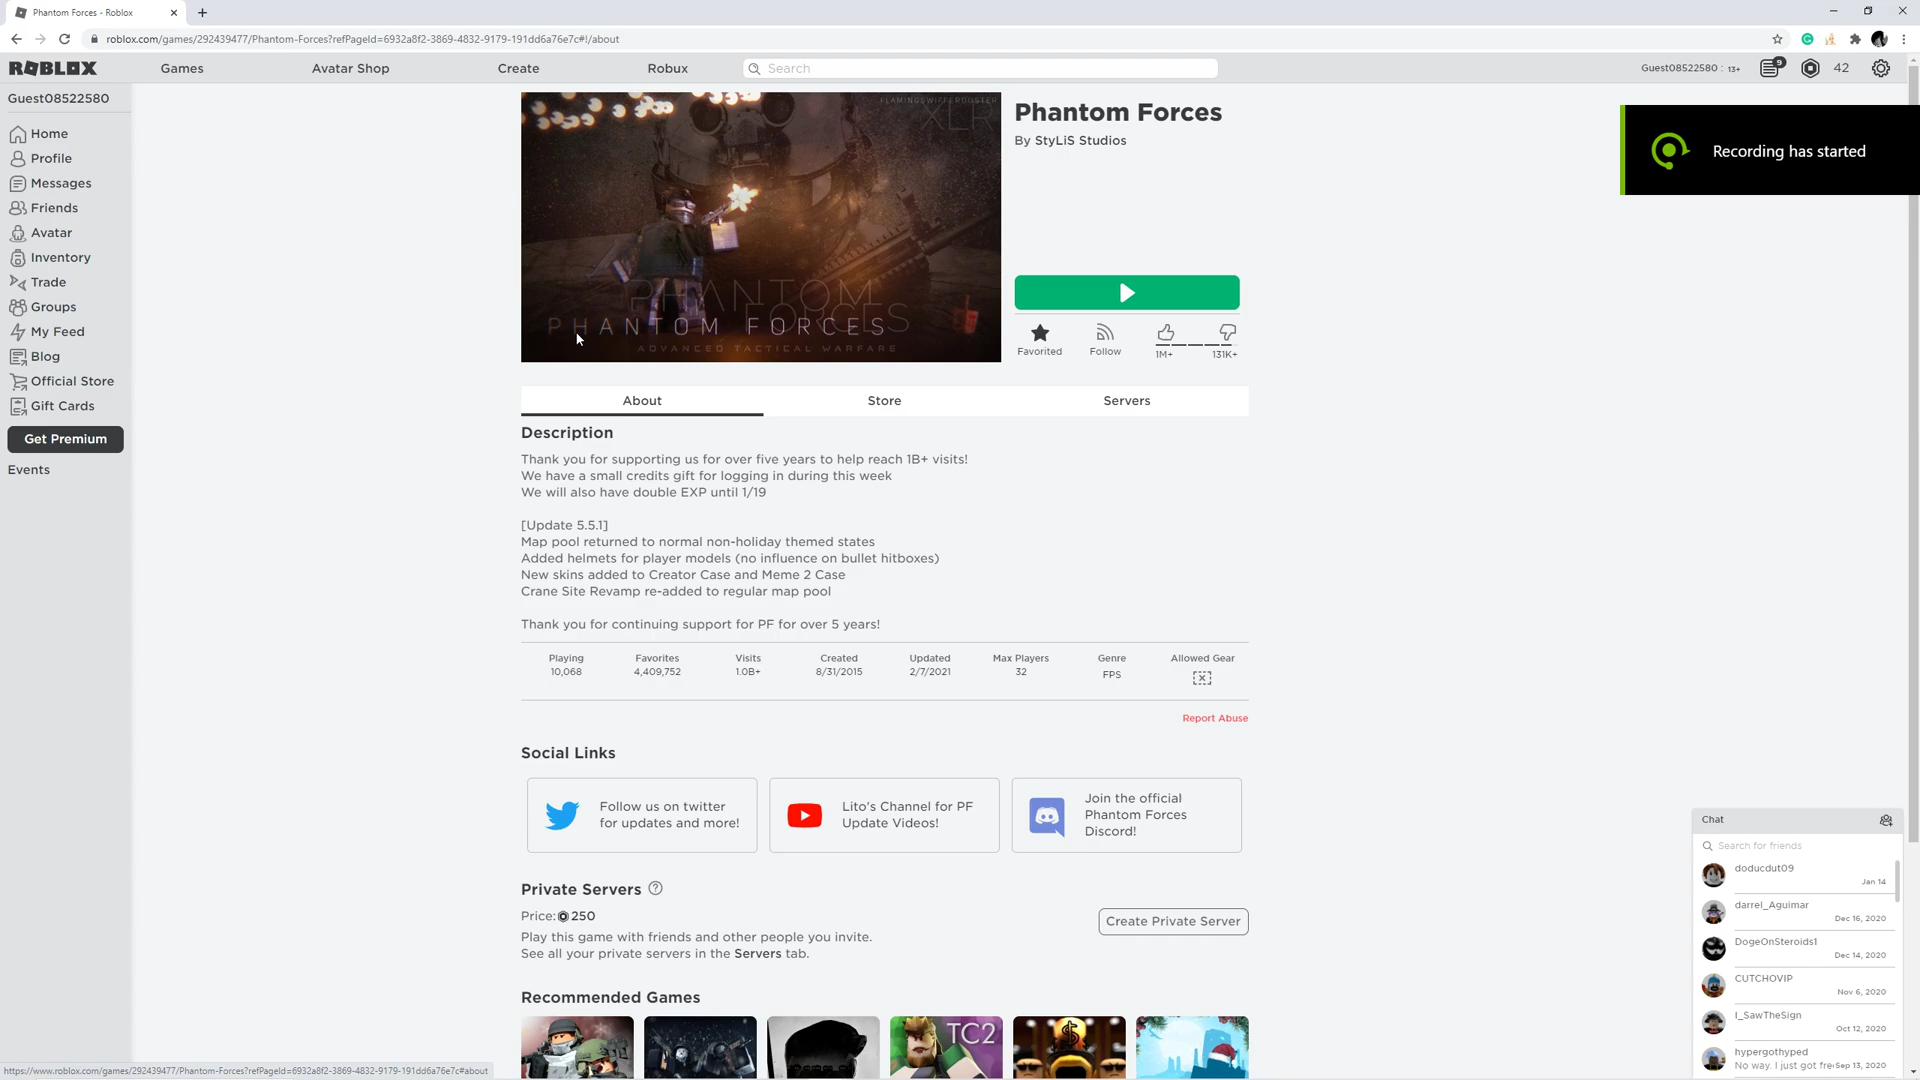 Phantom Forces - Roblox
roblox.com/games/292439477/Phantom-Forces?refPageId=6932a8f2-3869-4832-9179-191dd6a76e7c#!/about
ROBLOX
Games
Avatar Shop
Create
Robux
Search
Guest08522580 : 13+
9
42
Guest08522580
Home
Profile
Messages
Friends
Avatar
Inventory
Trade
Groups
My Feed
Blog
Official Store
Gift Cards
Get Premium
Events
FLAMINGSWIFFROOSTER
XLR
PHANTOM
FORCES
PHANTOM FORCES
ADVANCED TACTICAL WARFARE
Phantom Forces
By StyLiS Studios
Recording has started
Favorited
Follow
1M+
131K+
About
Store
Servers
Description
Thank you for supporting us for over five years to help reach 1B+ visits!
We have a small credits gift for logging in during this week
We will also have double EXP until 1/19
[Update 5.5.1]
Map pool returned to normal non-holiday themed states
Added helmets for player models (no influence on bullet hitboxes)
New skins added to Creator Case and Meme 2 Case
Crane Site Revamp re-added to regular map pool
Thank you for continuing support for PF for over 5 years!
Playing Favorites Visits Created Updated Max Players Genre Allowed Gear
10,068 4,409,752 1.0B+ 8/31/2015 2/7/2021 32 FPS
Report Abuse
Social Links
Follow us on twitter
for updates and more!
Lito's Channel for PF
Update Videos!
Join the official
Phantom Forces
Discord!
Private Servers
Price: 250
Play this game with friends and other people you invite.
See all your private servers in the Servers tab.
Create Private Server
Recommended Games
TC2
Chat
Search for friends
doducdut09
Jan 14
darrel_Aguimar
Dec 16, 2020
DogeOnSteroids1
Dec 14, 2020
CUTCHOVIP
Nov 6, 2020
I_SawTheSign
Oct 12, 2020
hypergothyped
No way. I just got fre Sep 13, 2020
https://www.roblox.com/games/292439477/Phantom-Forces?refPageId=6932a8f2-3869-4832-9179-191dd6a76e7c#about